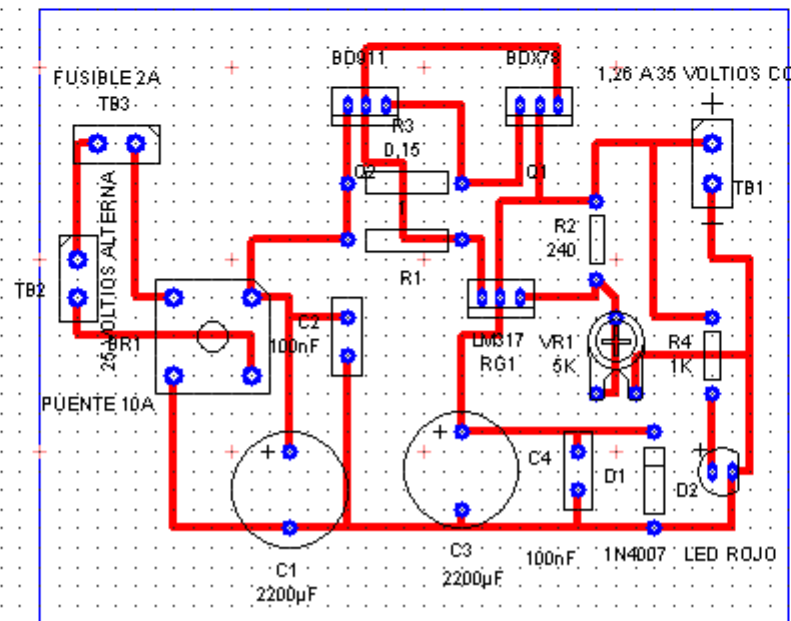 BD911
BDX78
FUSIBLE 2A
TB3
1,26 A 35 VOLTIOS CC
+
R3
0,15
Q2
Q1
TB1
25 VOLTIOS ALTERNA
1
R2
240
TB2
R1
C2
100nF
LM317
RG1
VR1
5K
R4
1K
BR1
PUENTE 10A
+
+
+
C4
D1
D2
C1
2200µF
C3
2200µF
100nF
1N4007
LED ROJO